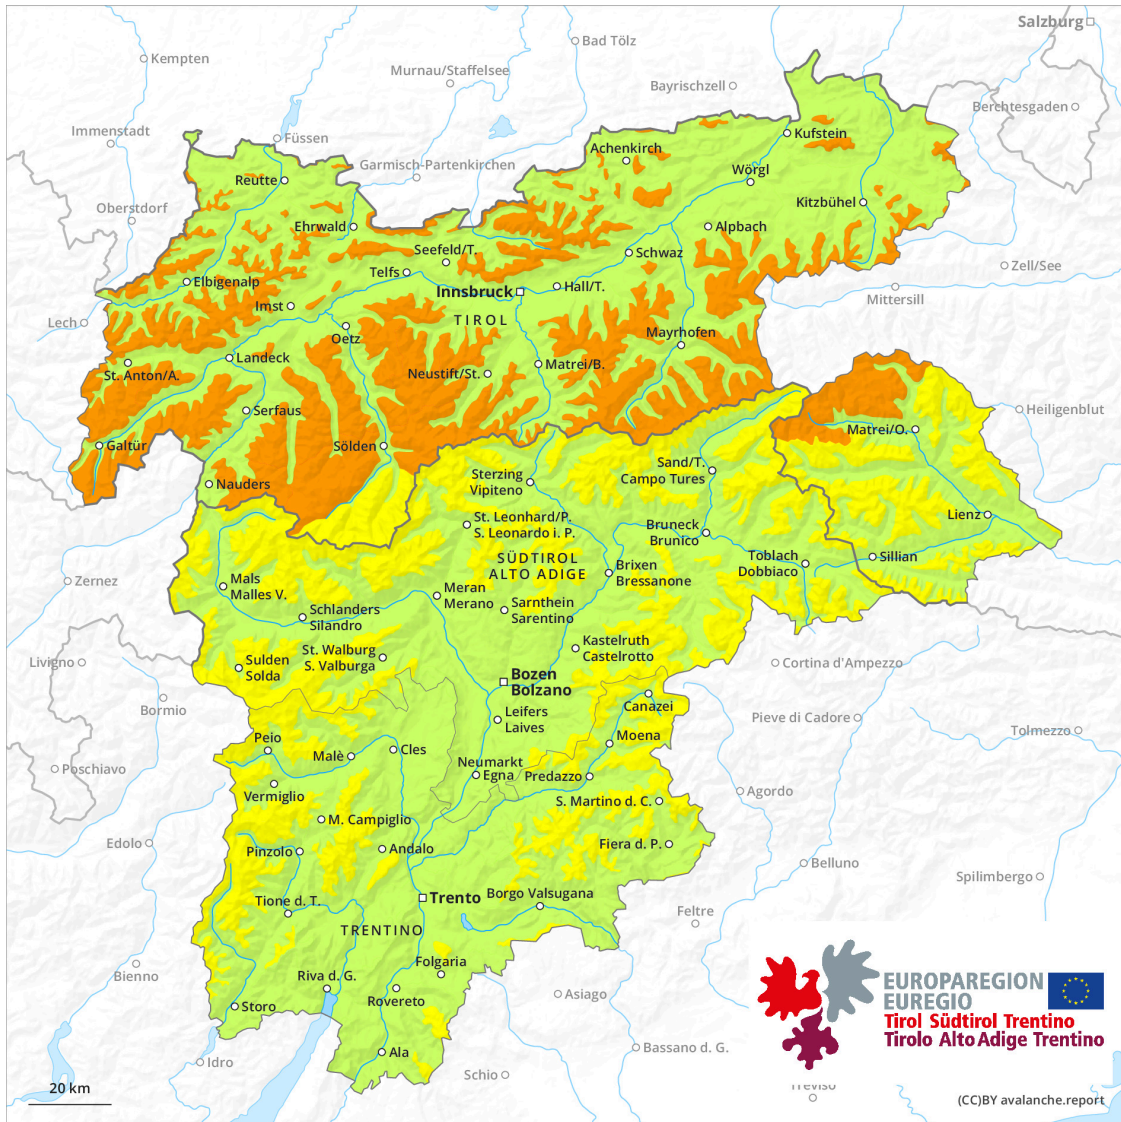 Salzburg
Bad Tölz
Kempten
Murnau/Staffelsee
Bayrischzell
Berchtesgaden
Immenstadt
Füssen
Kufstein
Achenkirch
Garmisch-Partenkirchen
Wörgl
Reutte
Kitzbühel
Oberstdorf
Ehrwald
Alpbach
Seefeld/T.
Schwaz
Telfs
Zell/See
Elbigenalp
Innsbruck
Hall/T.
Mittersill
Imst
TIROL
Lech
Oetz
Mayrhofen
Landeck
Matrei/B.
St. Anton/A.
Neustift/St.
Serfaus
Heiligenblut
Matrei/O.
Galtür
Sölden
Sand/T.
Campo Tures
Sterzing
Vipiteno
Nauders
St. Leonhard/P.
S. Leonardo i. P.
Lienz
Bruneck
Brunico
SÜDTIROL
ALTO ADIGE
Toblach
Dobbiaco
Sillian
Brixen
Bressanone
Zernez
Mals
Malles V.
Meran
Merano
Sarnthein
Sarentino
Schlanders
Silandro
Kastelruth
Castelrotto
St. Walburg
S. Valburga
Livigno
Sulden
Solda
Cortina d'Ampezzo
Bozen
Bolzano
Bormio
Canazei
Leifers
Laives
Pieve di Cadore
Tolmezzo
Moena
Peio
Malè
Cles
Poschiavo
Neumarkt
Egna
Predazzo
Vermiglio
Agordo
S. Martino d. C.
M. Campiglio
Edolo
Fiera d. P.
Pinzolo
Andalo
Belluno
Spilimbergo
Trento
Borgo Valsugana
Tione d. T.
Feltre
TRENTINO
Folgaria
Bienno
Riva d. G.
EUROPAREGION
EUREGIO
Tirol Südtirol Trentino
Tirolo Alto Adige Trentino
Rovereto
Asiago
Storo
Bassano d. G.
Ala
Idro
Schio
Treviso
20 km
(CC)BY avalanche.report